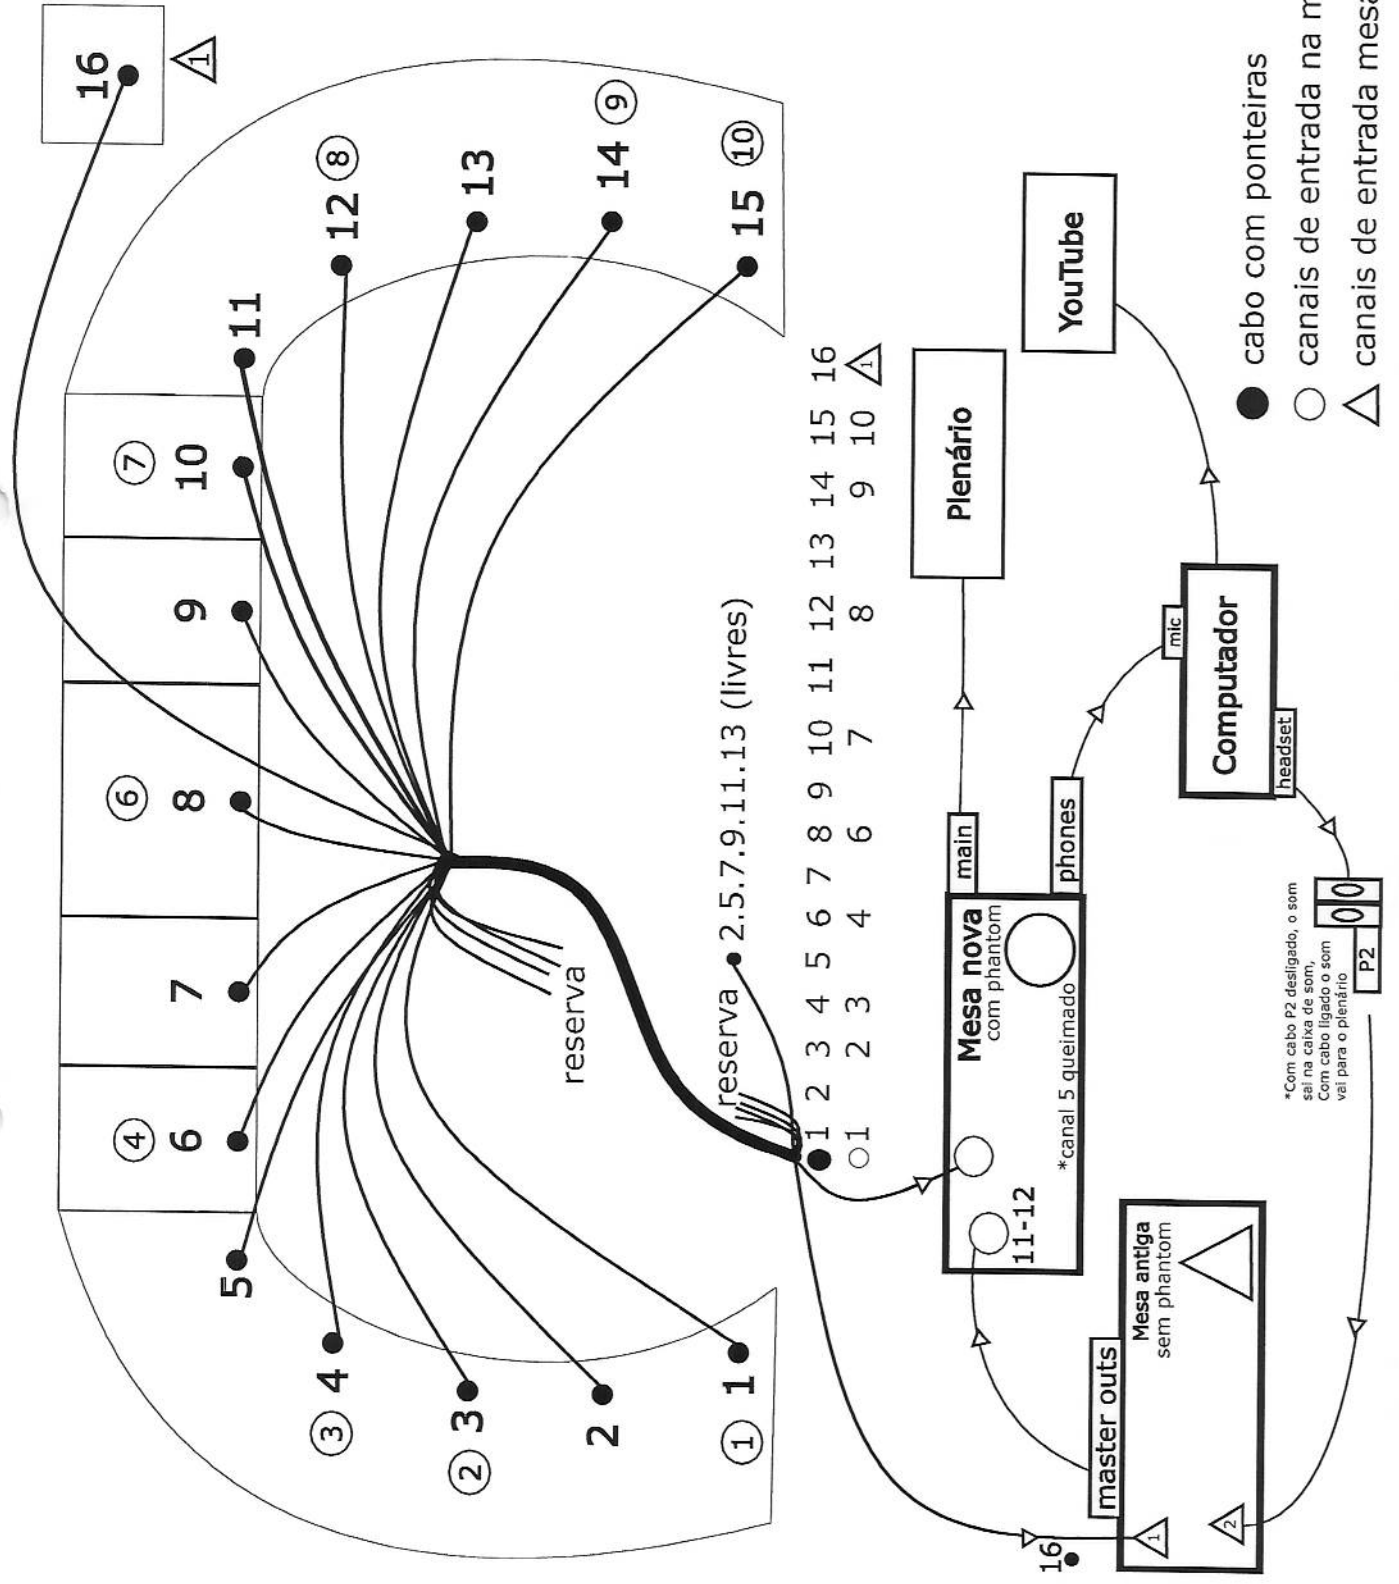 16
1
7
10
9
6
8
7
4
6
11
12
8
13
14
9
15
10
5
4
3
3
2
2
1
1
reserva
reserva
2.5.7.9.11.13 (livres)
1 2 3 4 5 6 7 8 9 10 11 12 13 14 15 16
1 2 3 4 6 7 8 9 10 1
Mesa nova
com phantom
*canal 5 queimado
11-12
main
phones
Plenário
YouTube
Computador
mic
headset
P2
*Com cabo P2 desligado, o som
sai na caixa de som,
Com cabo ligado o som
vai para o plenário
Mesa antiga
sem phantom
master outs
16
1
2
cabo com ponteiras
canais de entrada na
canais de entrada